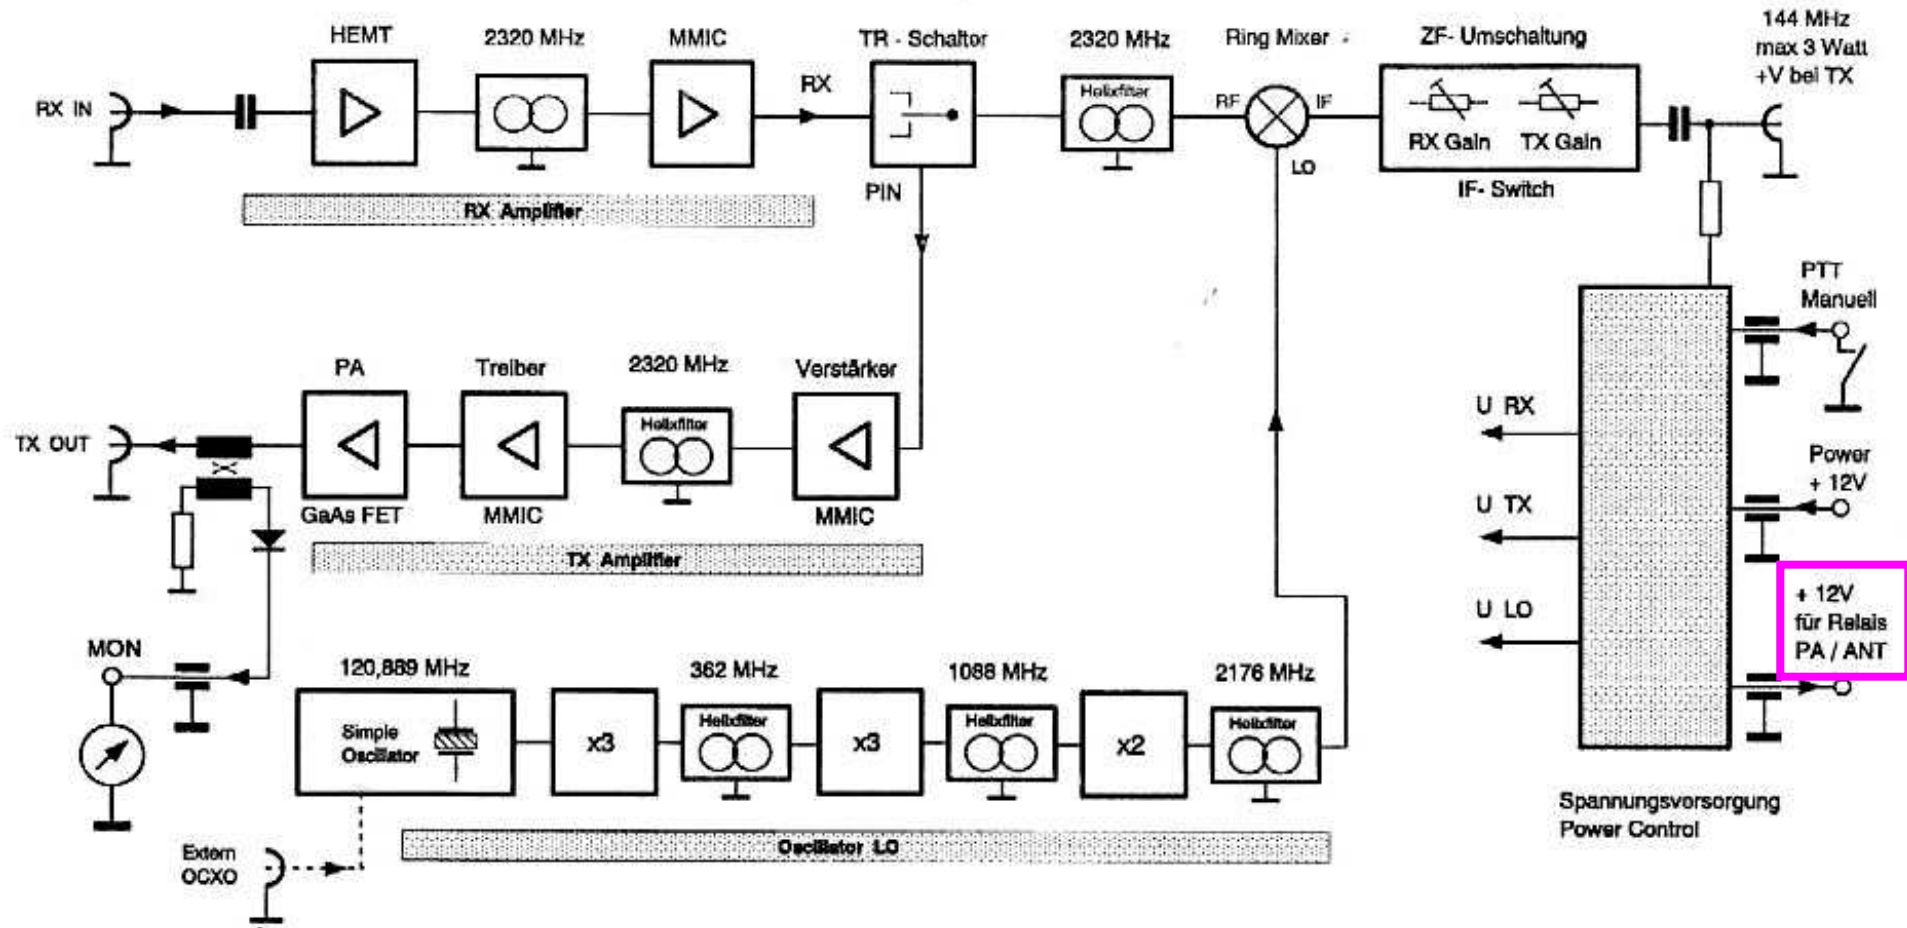 HEMT
2320 MHz
MMIC
TR - Schaltor
2320 MHz
Ring Mixer
ZF- Umschaltung
144 MHz
max 3 Watt
+V bei TX
RX IN
RX
Helixfilter
RF
IF
LO
RX Gain
TX Gain
PIN
IF- Switch
RX Amplifier
PTT
Manuell
PA
Treiber
2320 MHz
Verstärker
Helixfilter
TX OUT
GaAs FET
MMIC
MMIC
TX Amplifier
U RX
Power
+ 12V
U TX
+ 12V
für Relais
PA / ANT
U LO
MON
120,889 MHz
362 MHz
1088 MHz
2176 MHz
Simple
Oscillator
x3
Helixfilter
x3
Helixfilter
x2
Helixfilter
Spannungsversorgung
Power Control
Oscillator LO
Extern
OCXO